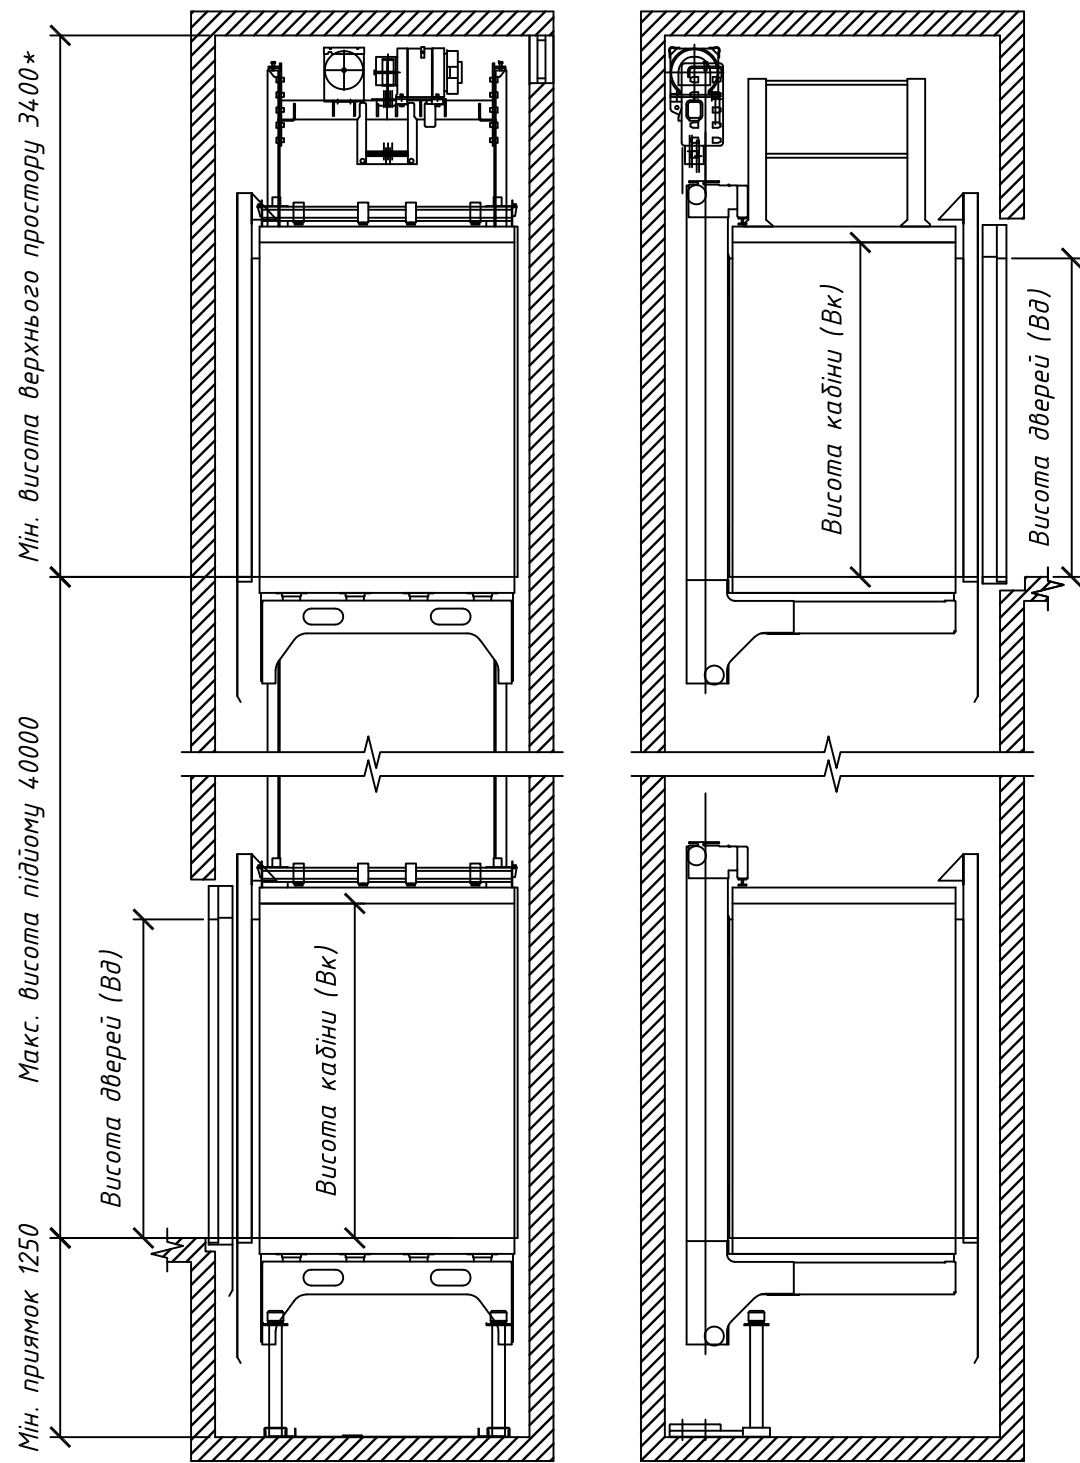 Мін. висота верхнього простору 3400*
Макс. висота підйому 40000
Мін. приямок 1250
Висота дверей (Вд)
Висота кабіни (Вк)
Висота кабіни (Вк)
Висота дверей (Вд)